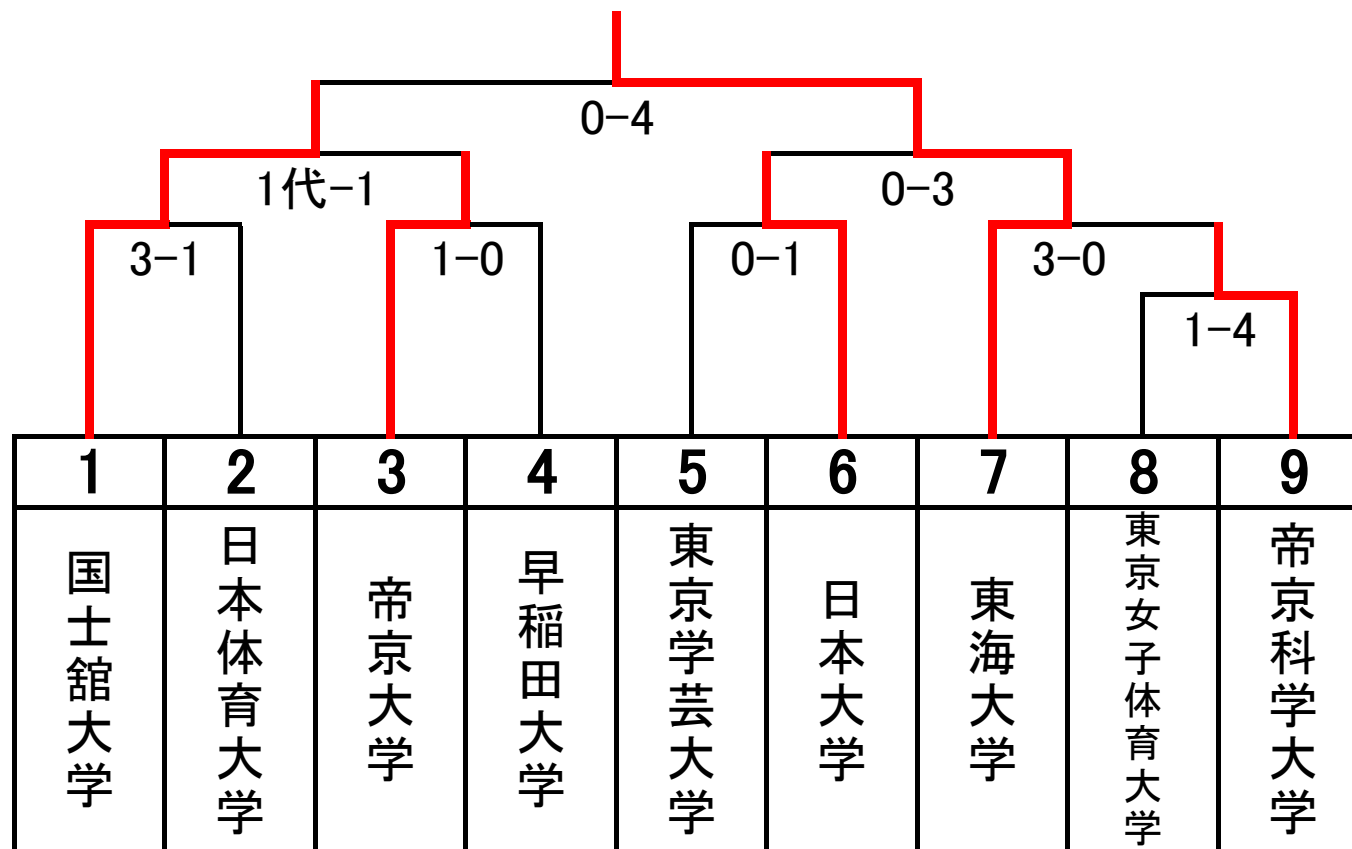 0-4
1代-1
0-3
3-1
1-0
0-1
3-0
1-4
1 2 3 4 5 6 7 8 9
国士舘大学
日本体育大学
帝京大学
早稲田大学
東京学芸大学
日本大学
東海大学
東京女子体育大学
帝京科学大学